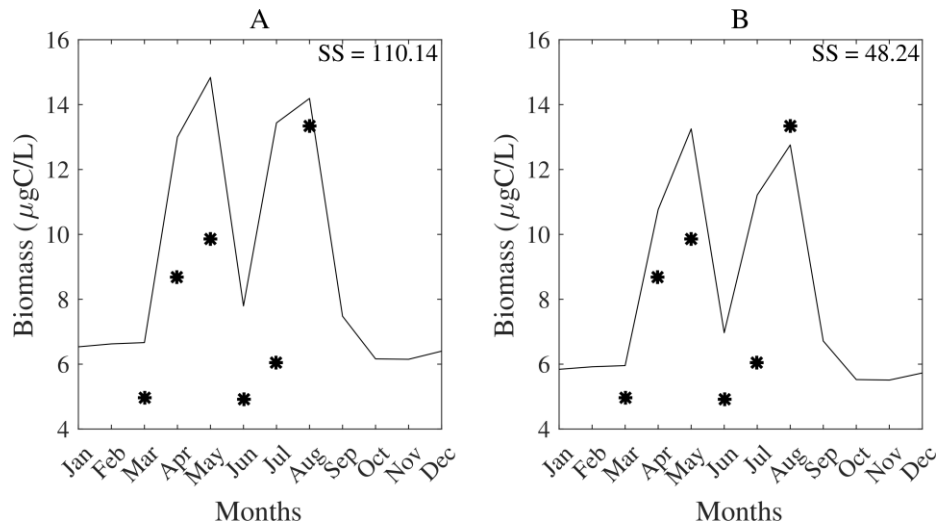 A
SS = 110.14
16
14
12
10
8
6
4
Biomass (μgC/L)
Jan
Feb
Mar
Apr
May
Jun
Jul
Aug
Sep
Oct
Nov
Dec
Months
B
SS = 48.24
16
14
12
10
8
6
4
Biomass (μgC/L)
Jan
Feb
Mar
Apr
May
Jun
Jul
Aug
Sep
Oct
Nov
Dec
Months